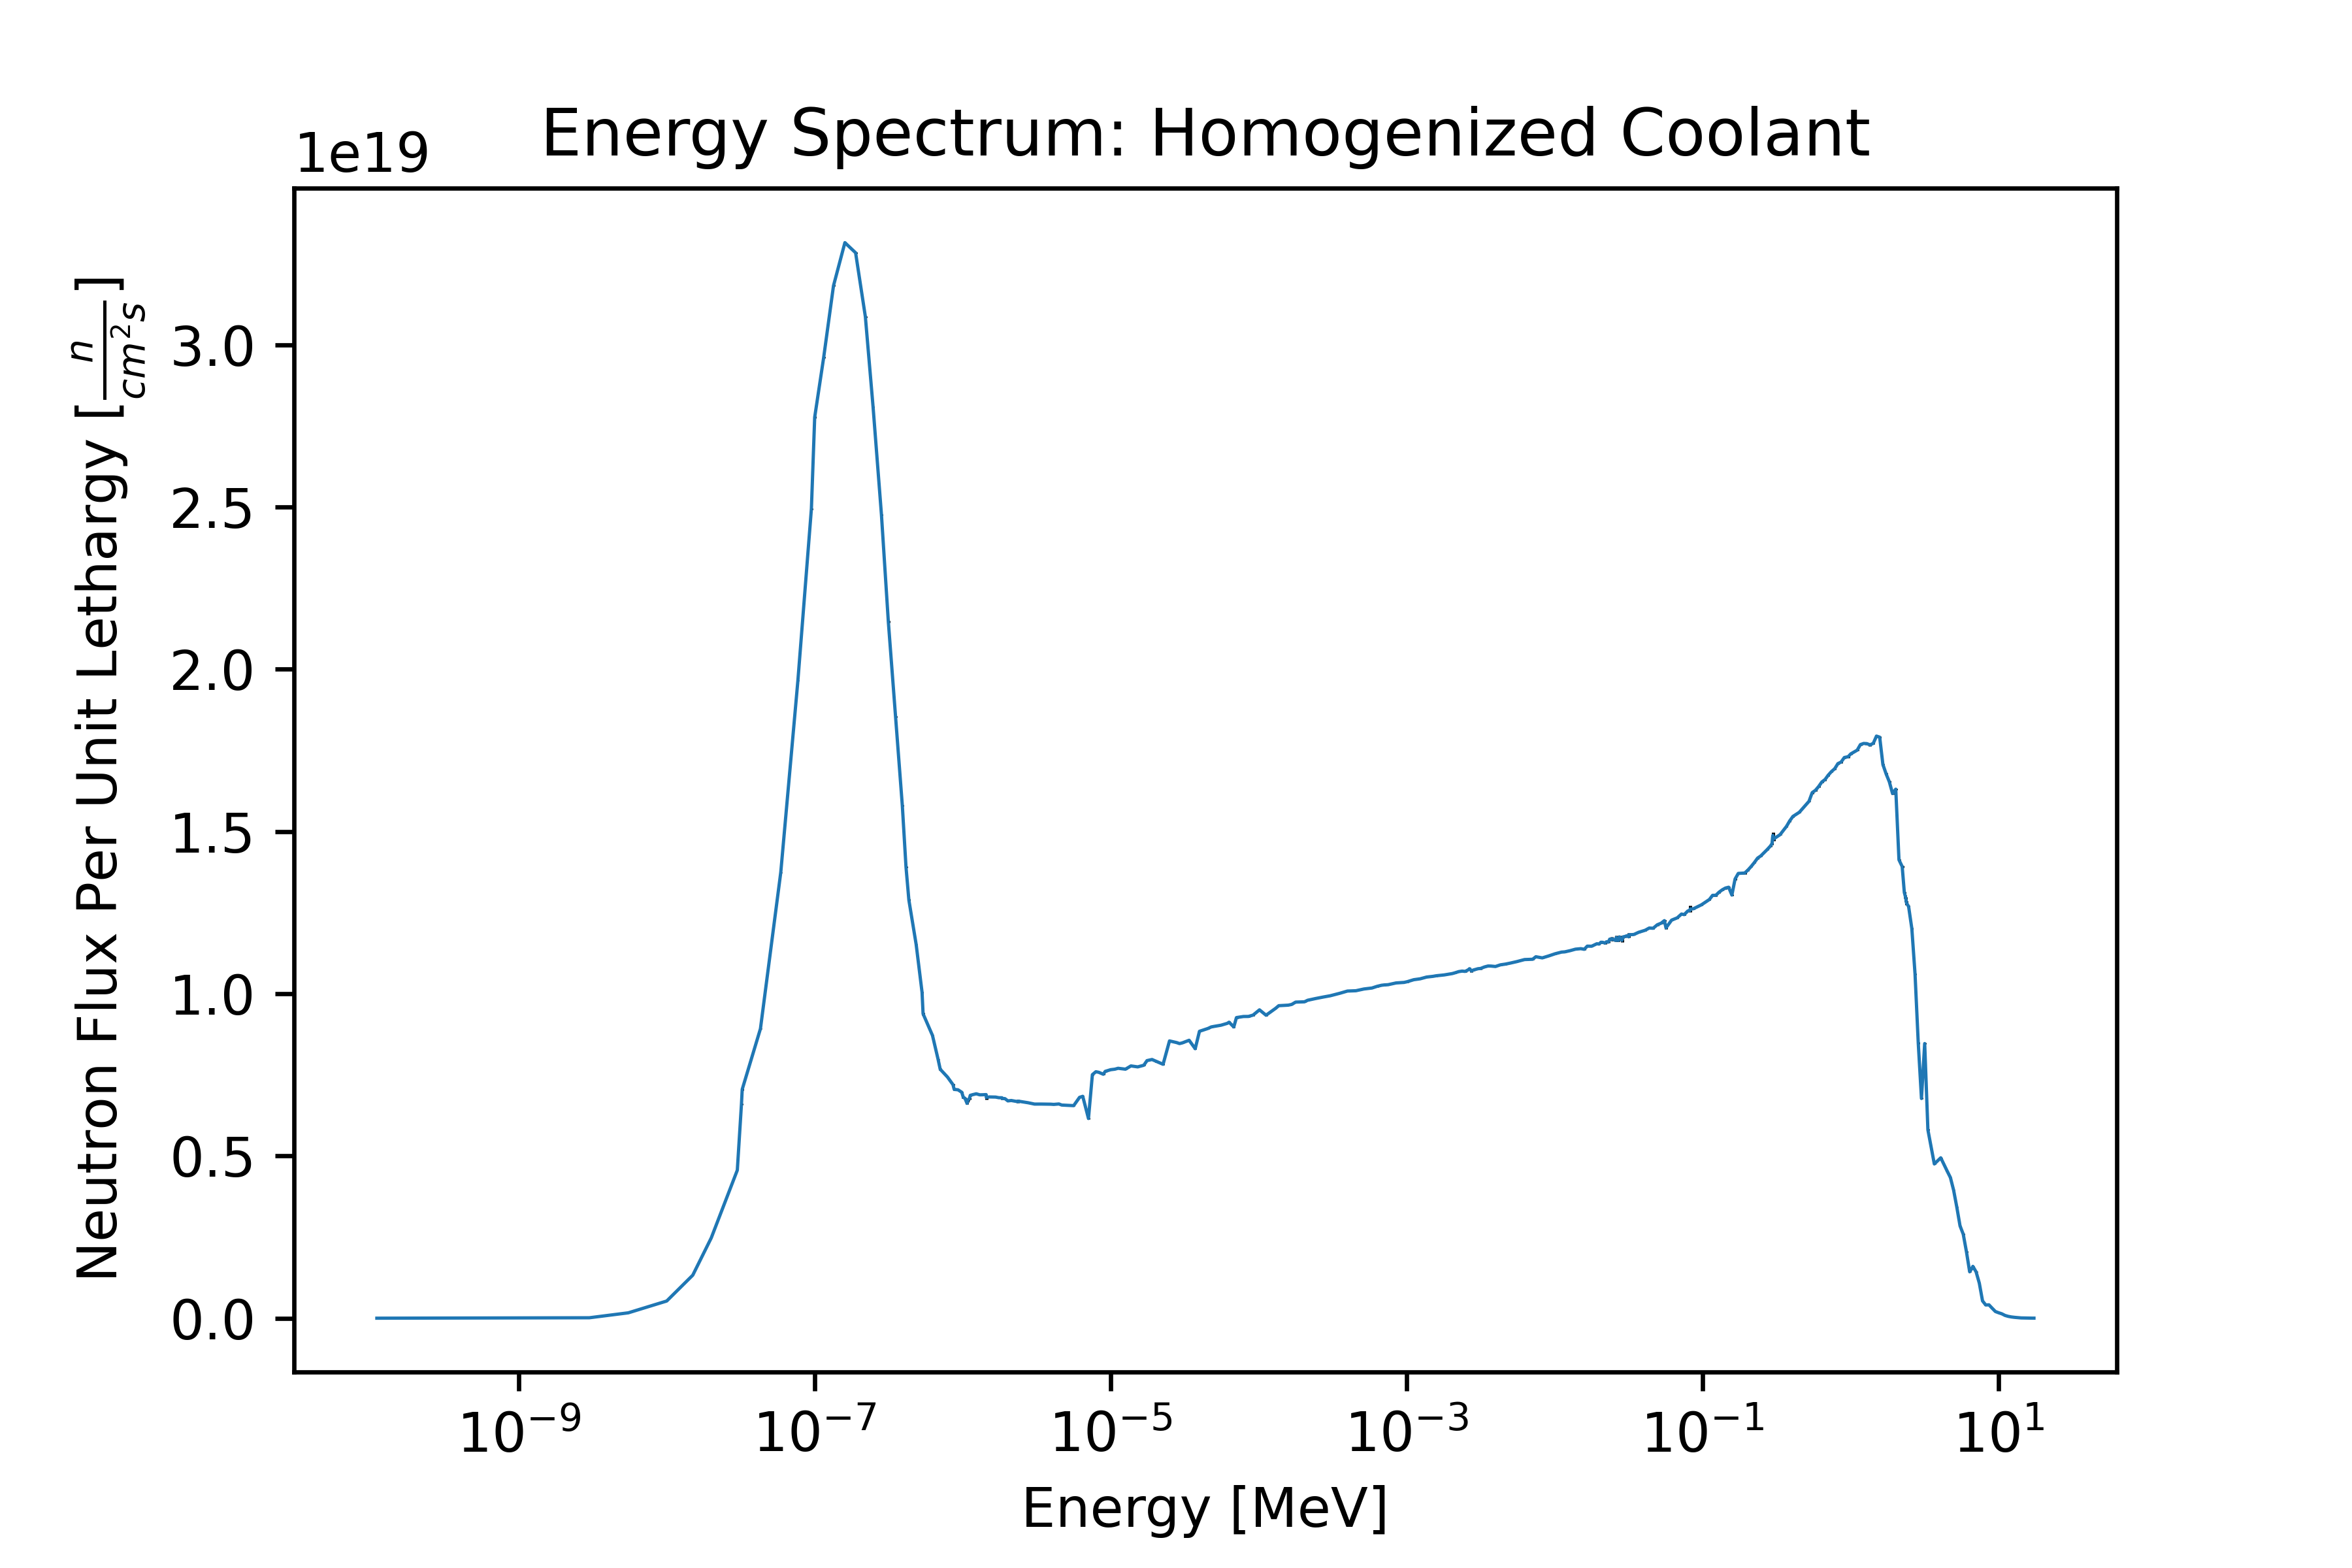 Energy Spectrum: Homogenized Coolant
1e19
Neutron Flux Per Unit Lethargy [n/cm²s]
3.0
2.5
2.0
1.5
1.0
0.5
0.0
10⁻⁹ 10⁻⁷ 10⁻⁵ 10⁻³ 10⁻¹ 10¹
Energy [MeV]